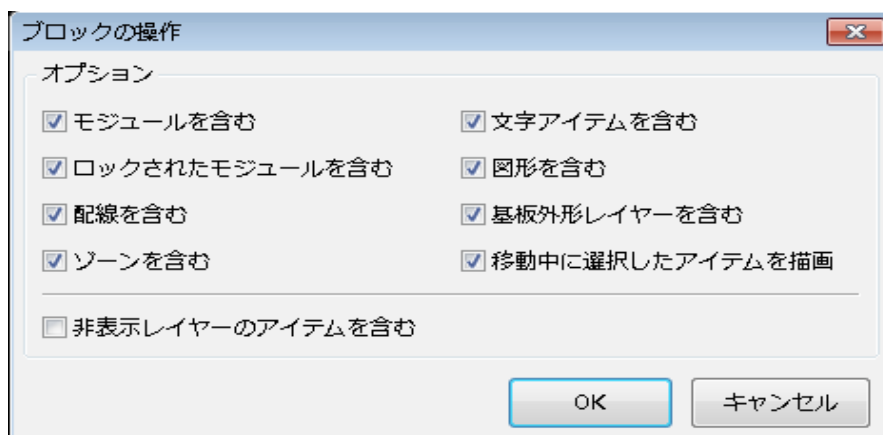 ブロックの操作
オプション
モジュールを含む
文字アイテムを含む
ロックされたモジュールを含む
図形を含む
配線を含む
基板外形レイヤーを含む
ゾーンを含む
移動中に選択したアイテムを描画
非表示レイヤーのアイテムを含む
OK
キャンセル